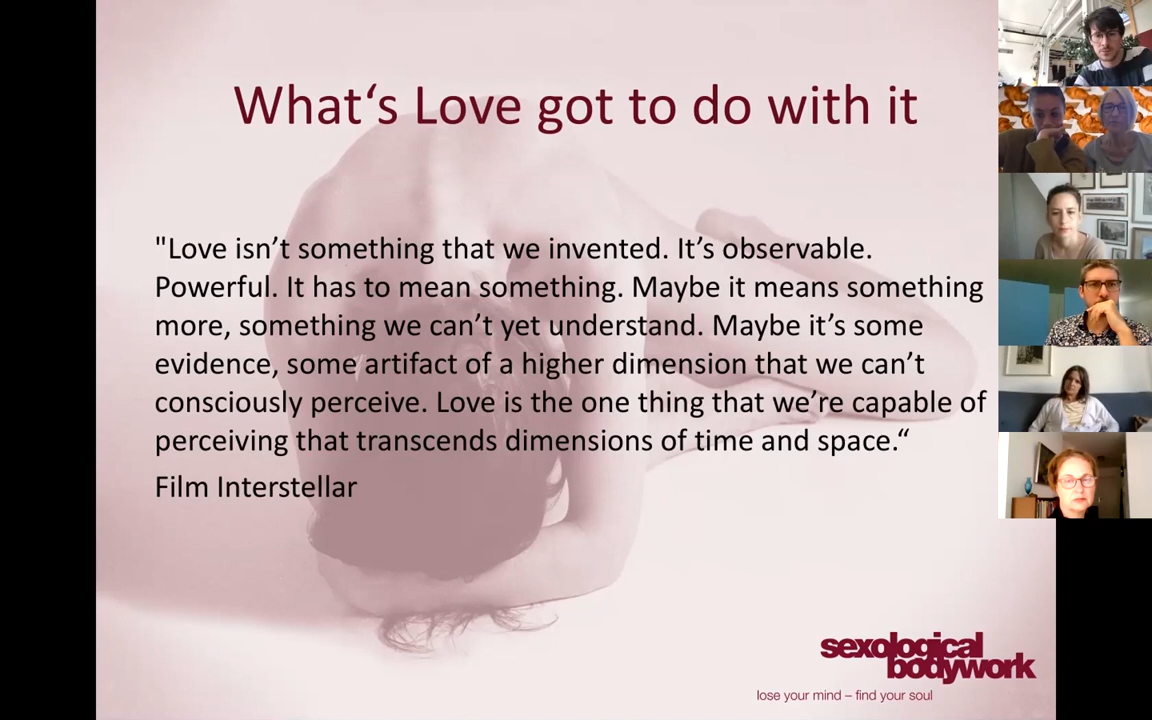 What‘s Love got to do with it
"Love isn’t something that we invented. It’s observable.
Powerful. It has to mean something. Maybe it means something
more, something we can’t yet understand. Maybe it’s some
evidence, some artifact of a higher dimension that we can’t
consciously perceive. Love is the one thing that we’re capable of
perceiving that transcends dimensions of time and space.“
Film Interstellar
sexological
bodywork
lose your mind – find your soul